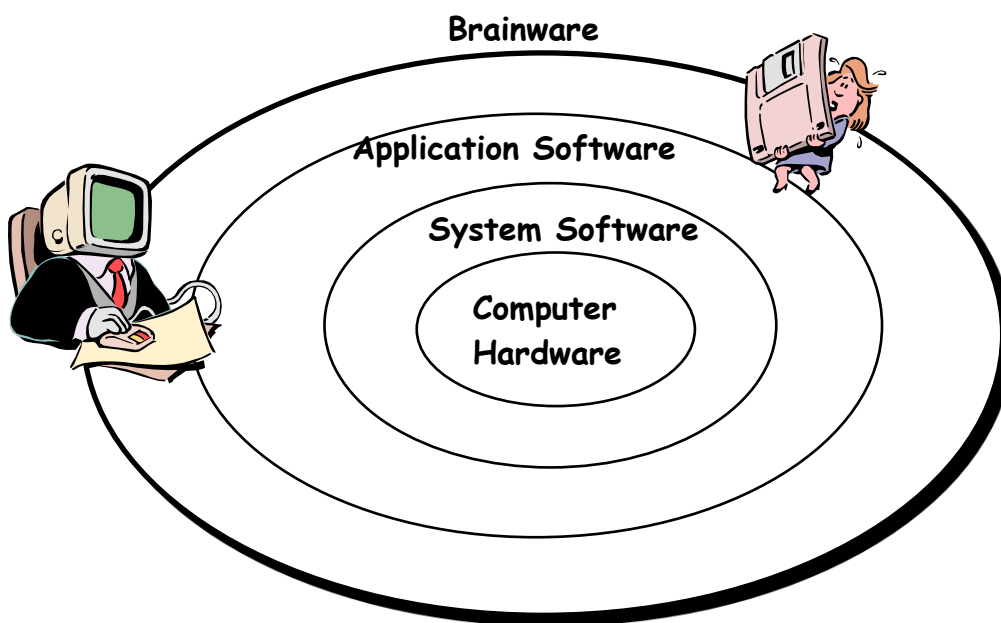 Brainware
Application Software
System Software
Computer
Hardware